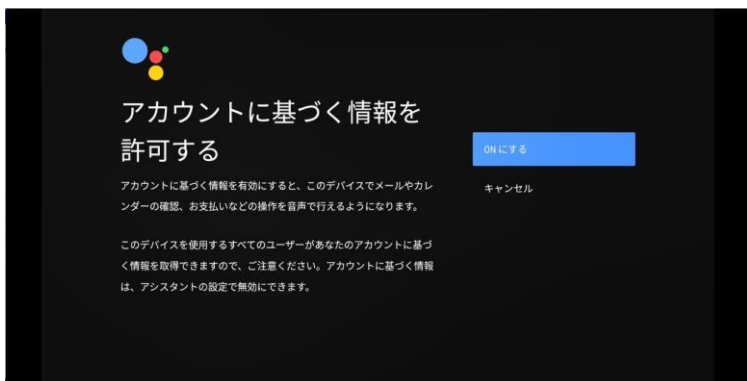 アカウントに基づく情報を
許可する
アカウントに基づく情報を有効にすると、このデバイスでメールやカレ
ンダーの確認、お支払いなどの操作を音声で行えるようになります。
このデバイスを使用するすべてのユーザーがあなたのアカウントに基づ
く情報を取得できますので、ご注意ください。アカウントに基づく情報
は、アシスタントの設定で無効にできます。
ONにする
キャンセル